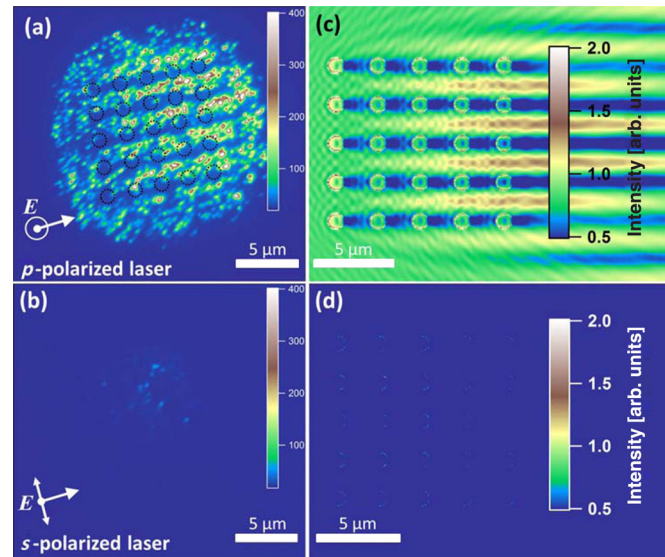 (a)
400
300
200
100
E
5 μm
p-polarized laser
(c)
2.0
1.5
1.0
0.5
Intensity [arb. units]
5 μm
(b)
400
300
200
100
E
5 μm
s-polarized laser
(d)
2.0
1.5
1.0
0.5
Intensity [arb. units]
5 μm